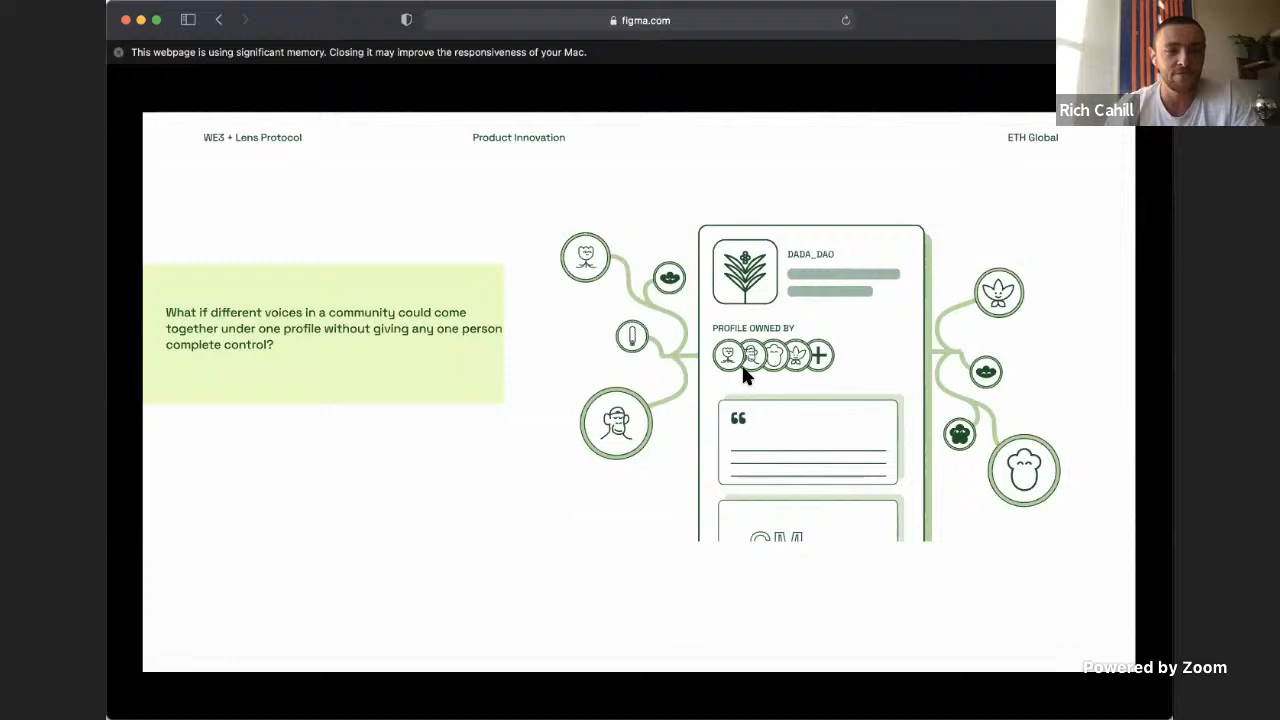 figma.com
This webpage is using significant memory. Closing it may improve the responsiveness of your Mac.
Rich Cahill
WE3 + Lens Protocol
Product Innovation
ETH Global
What if different voices in a community could come
together under one profile without giving any one person
complete control?
DADA_DAO
PROFILE OWNED BY
“
GM
Powered by Zoom